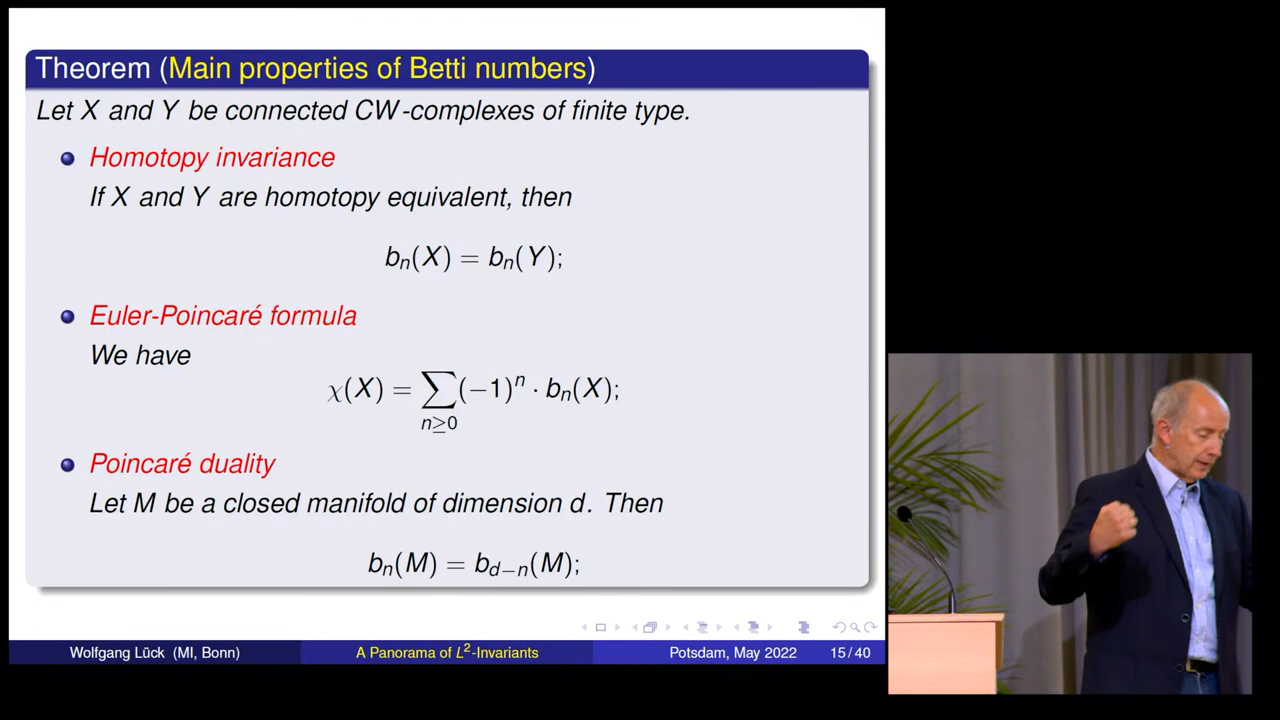 Theorem (Main properties of Betti numbers)
Let X and Y be connected CW-complexes of finite type.
Homotopy invariance
If X and Y are homotopy equivalent, then
bₙ(X) = bₙ(Y);
Euler-Poincaré formula
We have
χ(X) = ∑_{n≥0} (−1)ⁿ · bₙ(X);
Poincaré duality
Let M be a closed manifold of dimension d. Then
bₙ(M) = b_{d−n}(M);
Wolfgang Lück (MI, Bonn) A Panorama of L²-Invariants Potsdam, May 2022 15 / 40